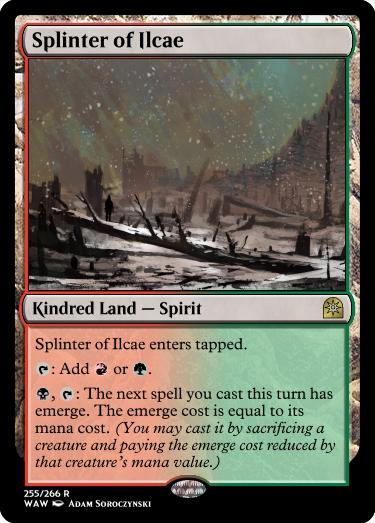 Splinter of Ilcae
Kindred Land — Spirit
Splinter of Ilcae enters tapped.
: Add or .
, : The next spell you cast this turn has
emerge. The emerge cost is equal to its
mana cost. (You may cast it by sacrificing a
creature and paying the emerge cost reduced by
that creature's mana value.)
255/266 R
WAW Adam Soroczynski